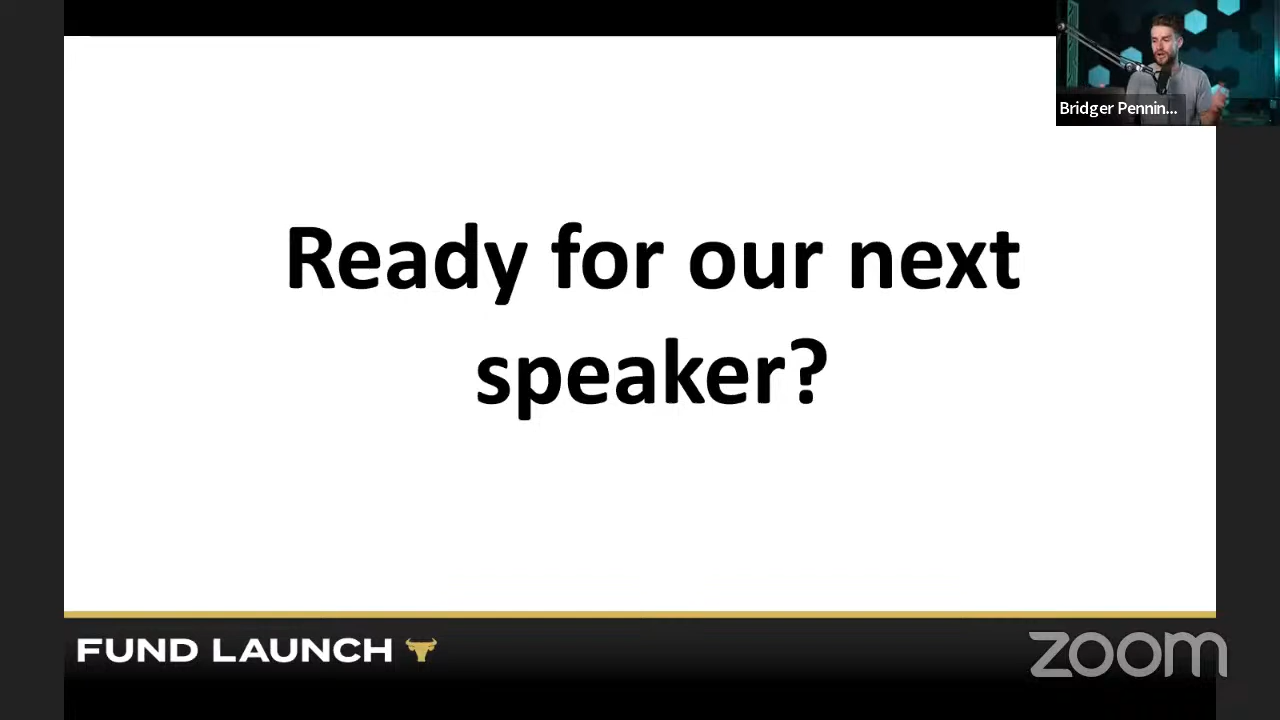 Bridger Pennin...
Ready for our next
speaker?
FUND LAUNCH
zoom